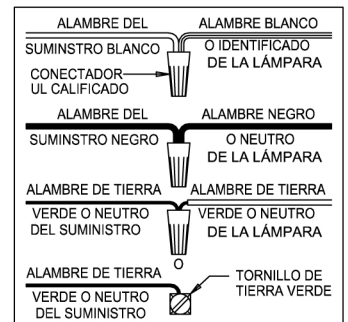 ALAMBRE DEL ALAMBRE BLANCO
SUMINSTRO BLANCO O IDENTIFICADO
DE LA LÁMPARA
CONECTADOR
UL CALIFICADO
ALAMBRE DEL ALAMBRE NEGRO
SUMINSTRO NEGRO O NEUTRO
DE LA LÁMPARA
ALAMBRE DE TIERRA ALAMBRE DE TIERRA
VERDE O NEUTRO VERDE O NEUTRO
DEL SUMINISTRO DE LA LÁMPARA
O
ALAMBRE DE TIERRA TORNILLO DE
TIERRA VERDE
VERDE O NEUTRO
DEL SUMINISTRO